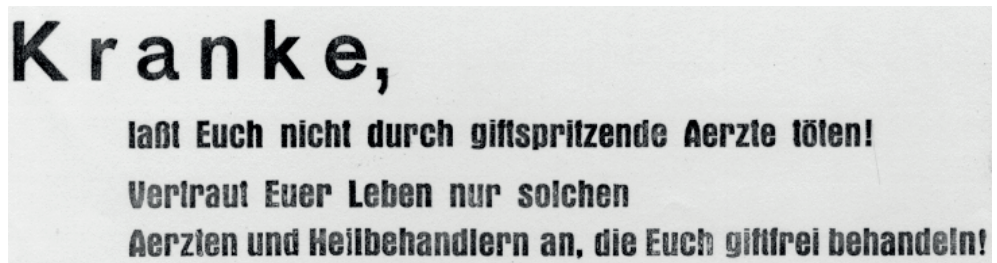 Kranke,
laßt Euch nicht durch giftspritzende Aerzte töten!
Vertraut Euer Leben nur solchen
Aerzten und Heilbehandlern an, die Euch giftfrei behandeln!